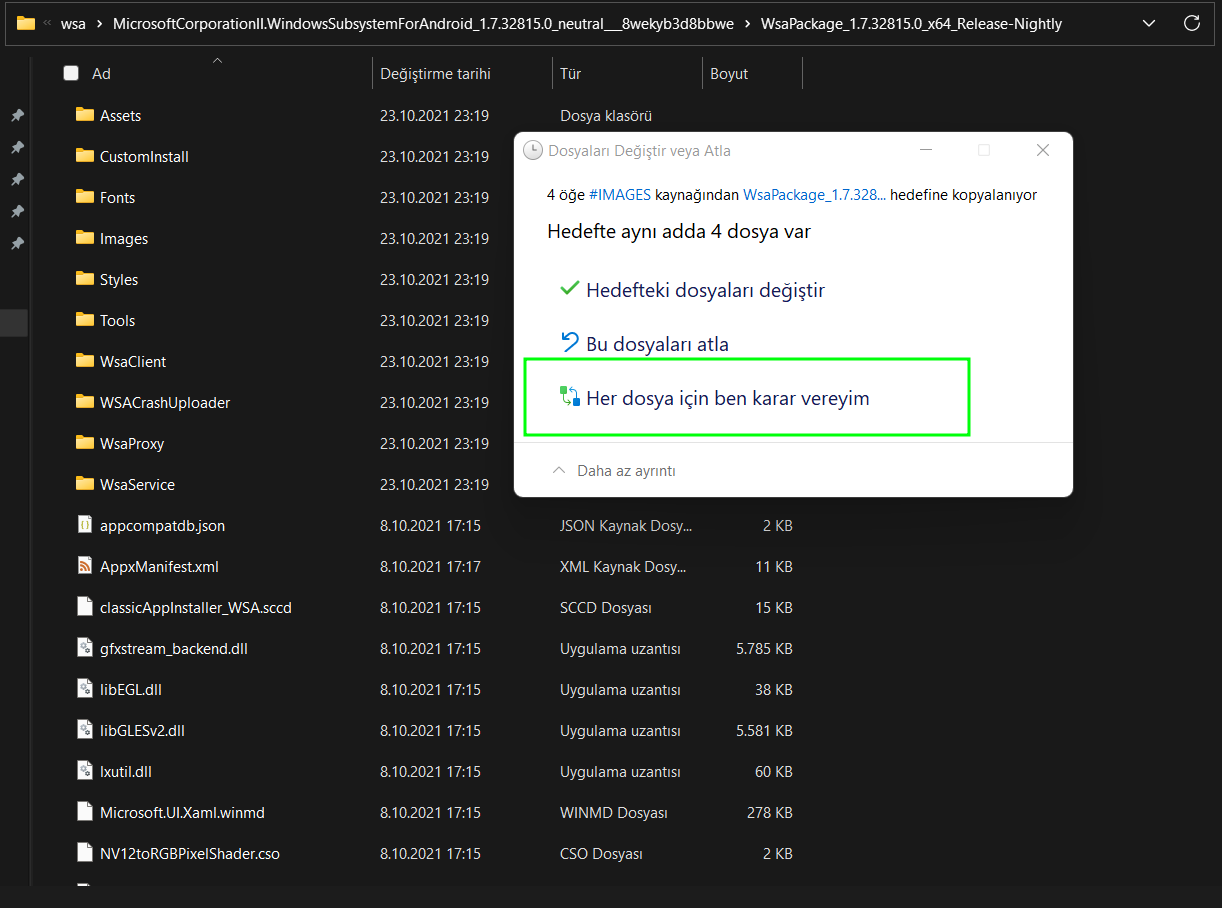 wsa > MicrosoftCorporationII.WindowsSubsystemForAndroid_1.7.32815.0_neutral___8wekyb3d8bbwe > WsaPackage_1.7.32815.0_x64_Release-Nightly
Ad Değiştirme tarihi Tür Boyut
Assets 23.10.2021 23:19 Dosya klasörü
CustomInstall 23.10.2021 23:19
Fonts 23.10.2021 23:19
Images 23.10.2021 23:19
Styles 23.10.2021 23:19
Tools 23.10.2021 23:19
WsaClient 23.10.2021 23:19
WSACrashUploader 23.10.2021 23:19
WsaProxy 23.10.2021 23:19
WsaService 23.10.2021 23:19
appcompatdb.json 8.10.2021 17:15 JSON Kaynak Dosy... 2 KB
AppxManifest.xml 8.10.2021 17:17 XML Kaynak Dosy... 11 KB
classicAppInstaller_WSA.sccd 8.10.2021 17:15 SCCD Dosyası 15 KB
gfxstream_backend.dll 8.10.2021 17:15 Uygulama uzantısı 5.785 KB
libEGL.dll 8.10.2021 17:15 Uygulama uzantısı 38 KB
libGLESv2.dll 8.10.2021 17:15 Uygulama uzantısı 5.581 KB
lxutil.dll 8.10.2021 17:15 Uygulama uzantısı 60 KB
Microsoft.UI.Xaml.winmd 8.10.2021 17:15 WINMD Dosyası 278 KB
NV12toRGBPixelShader.cso 8.10.2021 17:15 CSO Dosyası 2 KB
Dosyaları Değiştir veya Atla
4 öğe #IMAGES kaynağından WsaPackage_1.7.328... hedefine kopyalanıyor
Hedefte aynı adda 4 dosya var
Hedefteki dosyaları değiştir
Bu dosyaları atla
Her dosya için ben karar vereyim
Daha az ayrıntı